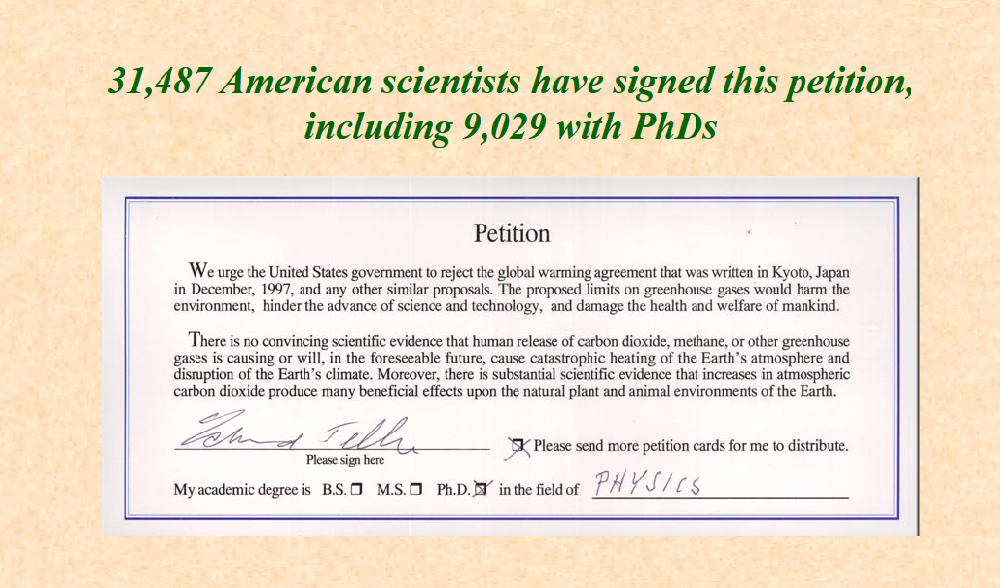 31,487 American scientists have signed this petition,
including 9,029 with PhDs
Petition
We urge the United States government to reject the global warming agreement that was written in Kyoto, Japan
in December, 1997, and any other similar proposals. The proposed limits on greenhouse gases would harm the
environment, hinder the advance of science and technology, and damage the health and welfare of mankind.
There is no convincing scientific evidence that human release of carbon dioxide, methane, or other greenhouse
gases is causing or will, in the foreseeable future, cause catastrophic heating of the Earth's atmosphere and
disruption of the Earth's climate. Moreover, there is substantial scientific evidence that increases in atmospheric
carbon dioxide produce many beneficial effects upon the natural plant and animal environments of the Earth.
Please send more petition cards for me to distribute.
Please sign here
My academic degree is B.S. M.S. Ph.D. in the field of PHYSICS